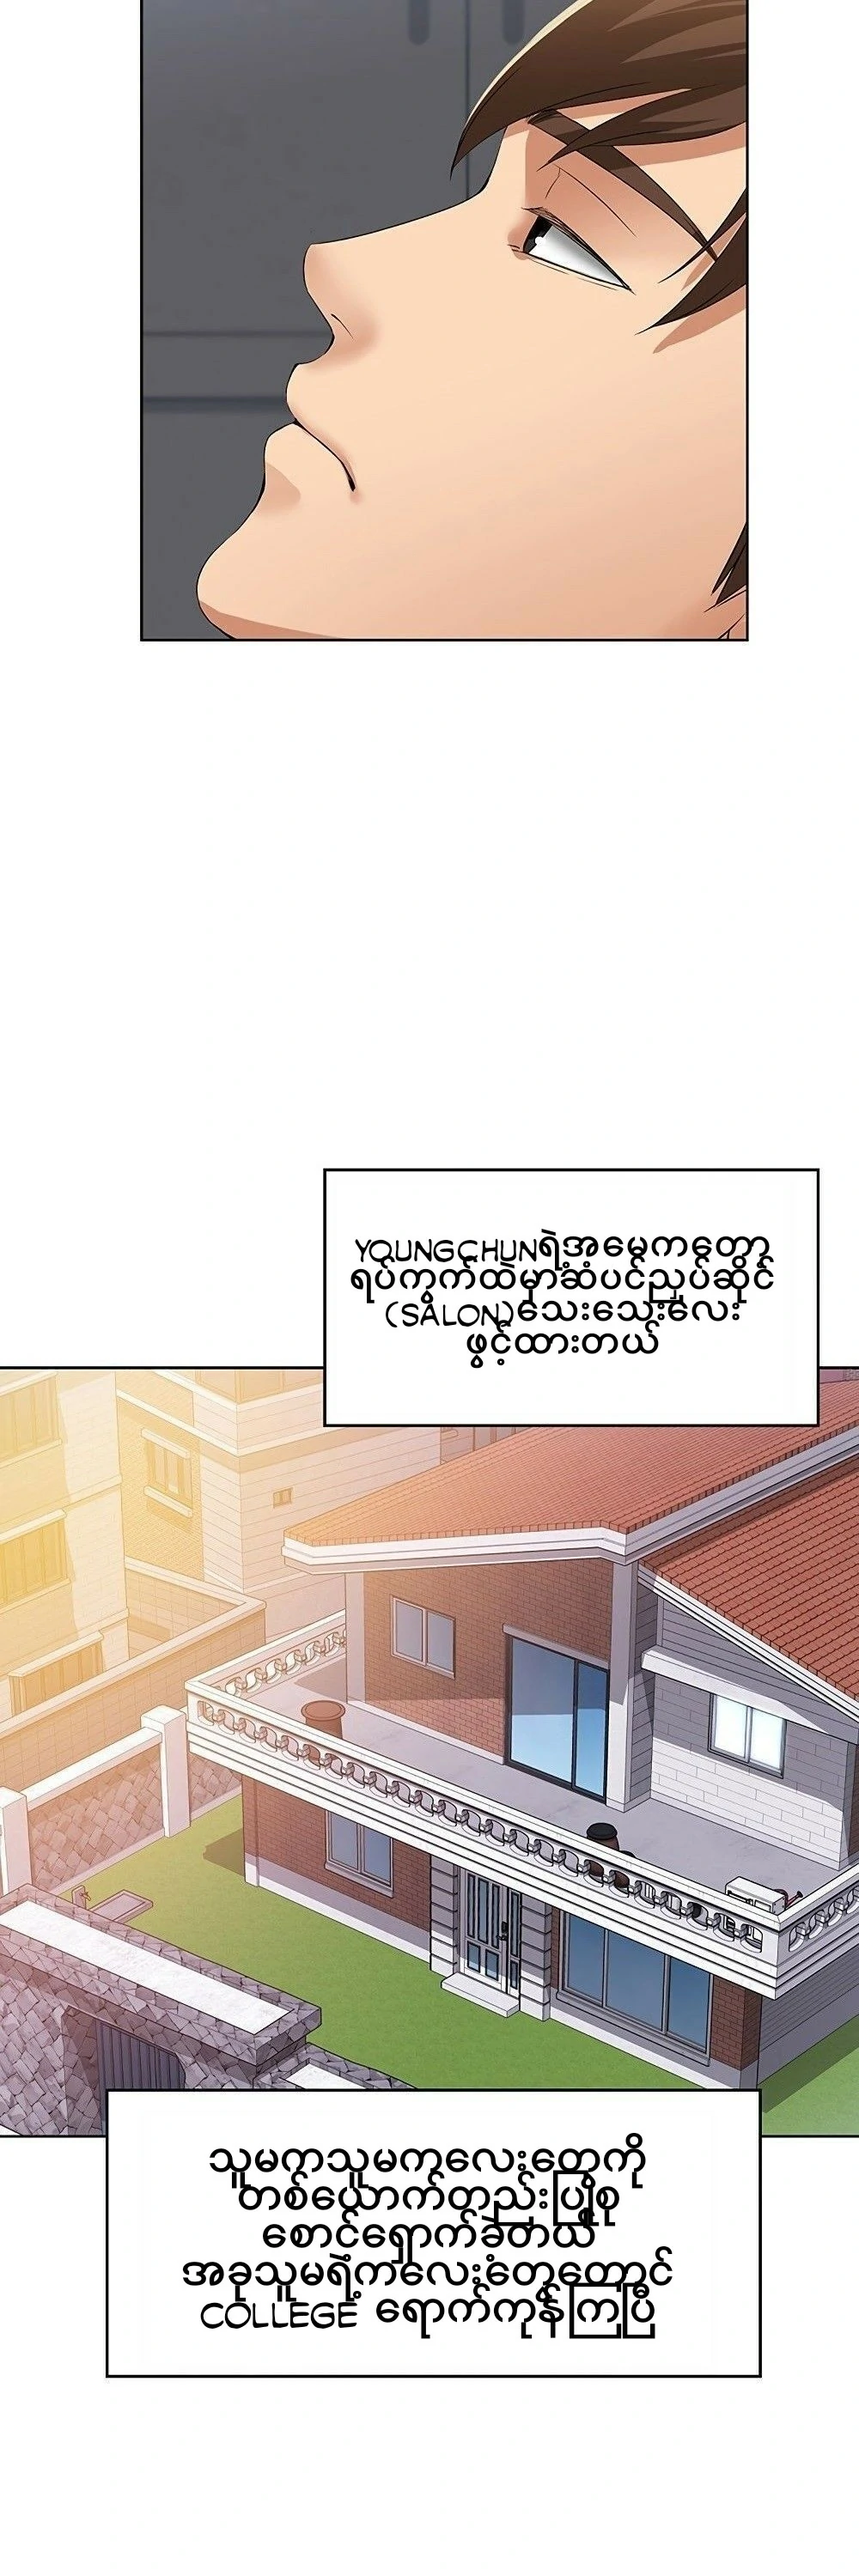 YOUNGCHUNရဲ့အမေကတော့
ရပ်ကွက်ထဲမှာဆံပင်ညှပ်ဆိုင်
(SALON)သေးသေးလေး
ဖွင့်ထားတယ်
သူမကသူမကလေးတွေကို
တစ်ယောက်တည်းပြုစု
စောင့်ရှောက်ခဲ့တယ်
အခုသူမရဲ့ကလေးတွေတောင်
COLLEGE ရောက်ကုန်ကြပြီ